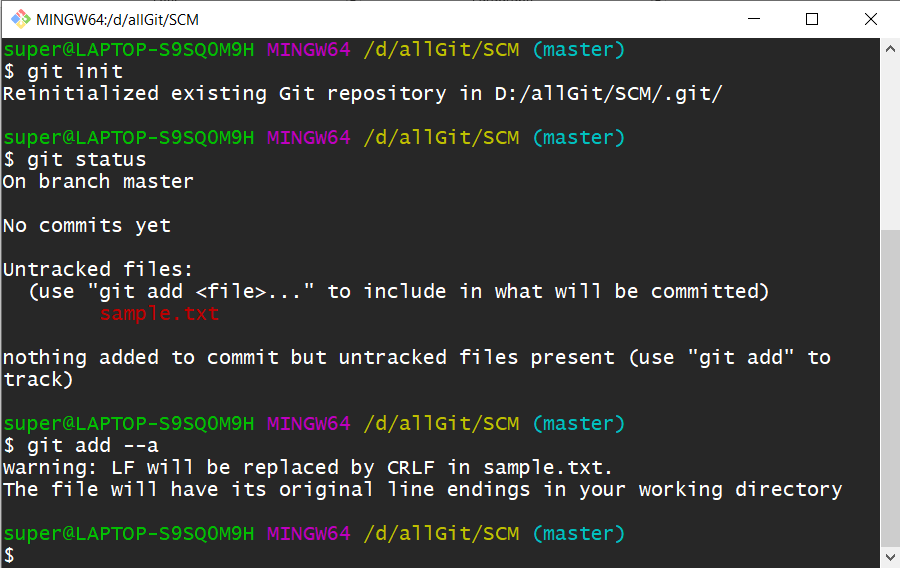 MINGW64:/d/allGit/SCM
super@LAPTOP-S9SQ0M9H MINGW64 /d/allGit/SCM (master)
$ git init
Reinitialized existing Git repository in D:/allGit/SCM/.git/
super@LAPTOP-S9SQ0M9H MINGW64 /d/allGit/SCM (master)
$ git status
On branch master
No commits yet
Untracked files:
(use "git add <file>..." to include in what will be committed)
sample.txt
nothing added to commit but untracked files present (use "git add" to
track)
super@LAPTOP-S9SQ0M9H MINGW64 /d/allGit/SCM (master)
$ git add --a
warning: LF will be replaced by CRLF in sample.txt.
The file will have its original line endings in your working directory
super@LAPTOP-S9SQ0M9H MINGW64 /d/allGit/SCM (master)
$